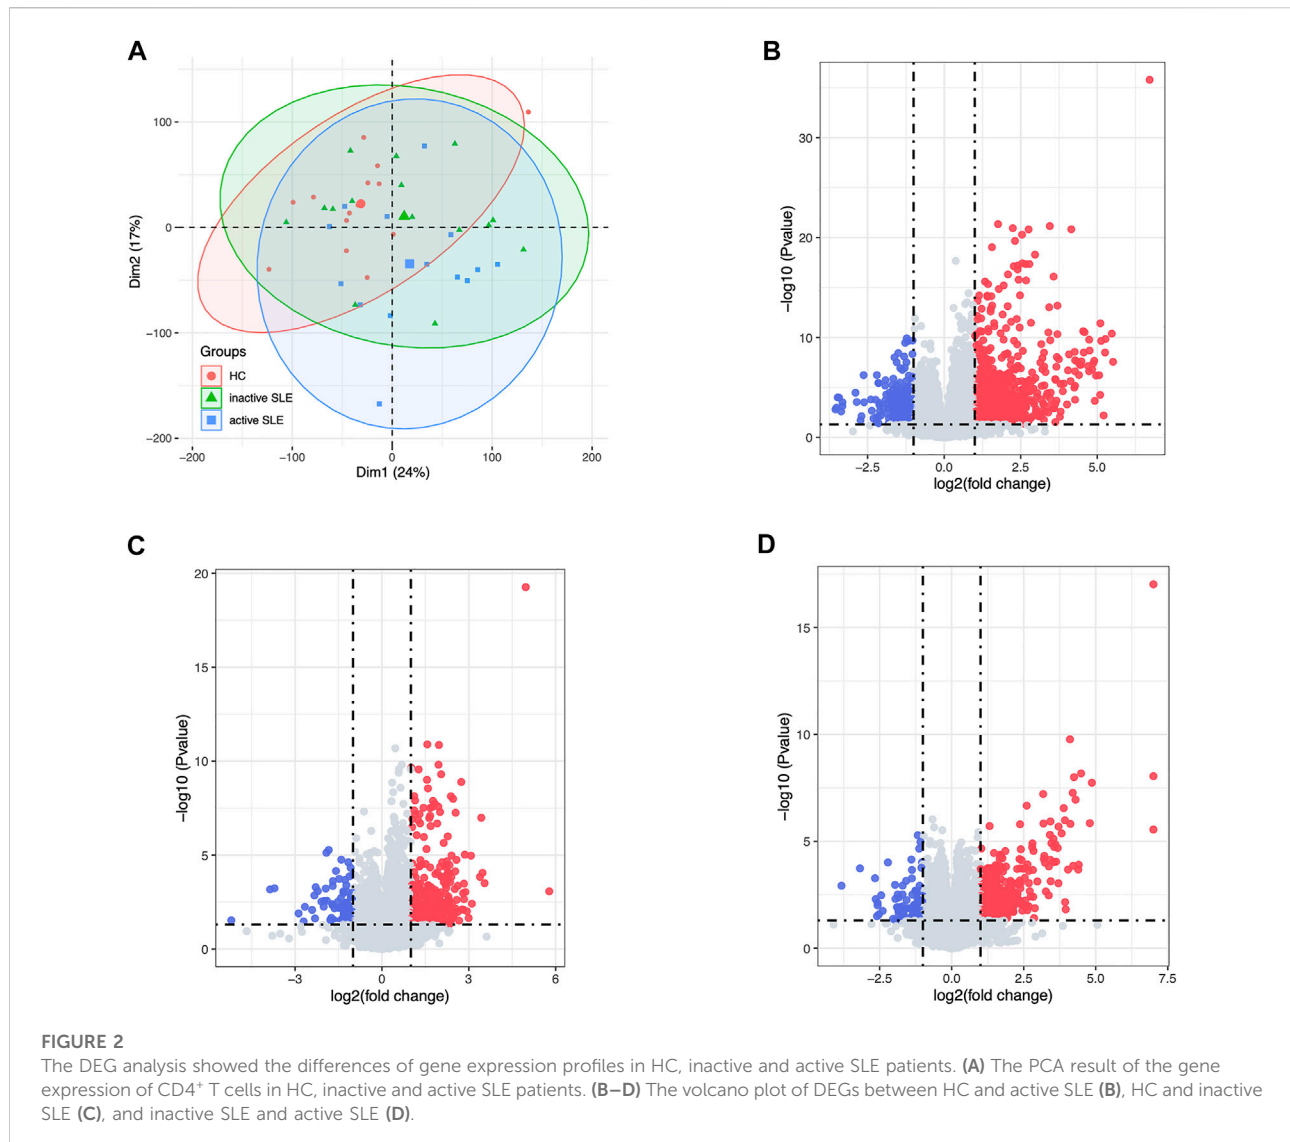 A
100
0
−100
−200
−200
−100
0
100
200
Dim2 (17%)
Dim1 (24%)
Groups
HC
inactive SLE
active SLE
B
30
20
10
0
−2.5
0.0
2.5
5.0
−log10 (Pvalue)
log2(fold change)
C
20
15
10
5
0
−3
0
3
6
−log10 (Pvalue)
log2(fold change)
D
15
10
5
0
−2.5
0.0
2.5
5.0
7.5
−log10 (Pvalue)
log2(fold change)
FIGURE 2
The DEG analysis showed the differences of gene expression profiles in HC, inactive and active SLE patients. (A) The PCA result of the gene
expression of CD4⁺ T cells in HC, inactive and active SLE patients. (B–D) The volcano plot of DEGs between HC and active SLE (B), HC and inactive
SLE (C), and inactive SLE and active SLE (D).